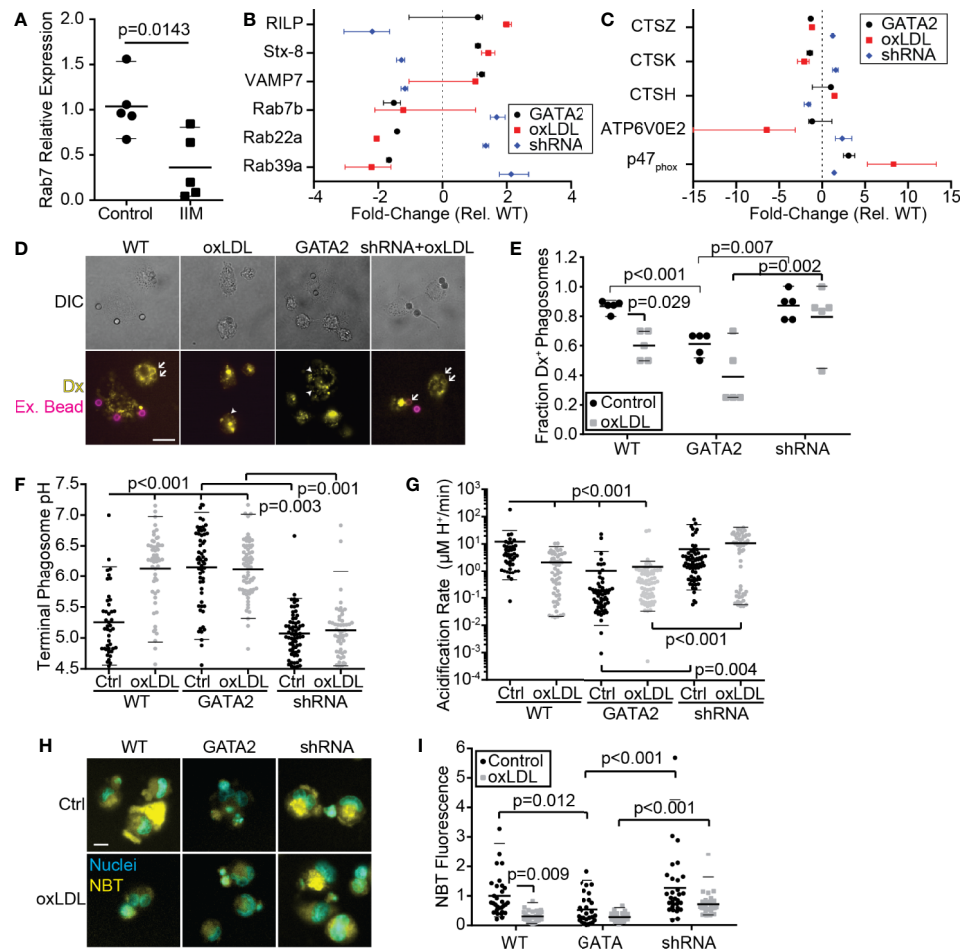 A
p=0.0143
Rab7 Relative Expression
2.0
1.5
1.0
0.5
0.0
Control
IIM
B
RILP
Stx-8
VAMP7
Rab7b
Rab22a
Rab39a
GATA2
oxLDL
shRNA
-4 -2 0 2 4
Fold-Change (Rel. WT)
C
CTSZ
CTSK
CTSH
ATP6V0E2
p47phox
GATA2
oxLDL
shRNA
-15 -10 -5 0 5 10 15
Fold-Change (Rel. WT)
D
WT oxLDL GATA2 shRNA+oxLDL
DIC
Dx
Ex. Bead
E
p=0.007
p<0.001
p=0.002
p=0.029
Fraction Dx⁺ Phagosomes
1.0
0.8
0.6
0.4
0.2
0.0
Control
oxLDL
WT GATA2 shRNA
F
p<0.001
p=0.001
p=0.003
Terminal Phagosome pH
7.5
7.0
6.5
6.0
5.5
5.0
4.5
Ctrl oxLDL Ctrl oxLDL Ctrl oxLDL
WT GATA2 shRNA
G
p<0.001
p<0.001
p=0.004
Acidification Rate (µM H⁺/min)
10³
10²
10¹
10⁰
10⁻¹
10⁻²
10⁻³
10⁻⁴
Ctrl oxLDL Ctrl oxLDL Ctrl oxLDL
WT GATA2 shRNA
H
WT GATA2 shRNA
Ctrl
oxLDL
Nuclei
NBT
I
Control
oxLDL
p<0.001
p=0.012
p<0.001
p=0.009
NBT Fluorescence
6
5
4
3
2
1
0
WT GATA shRNA